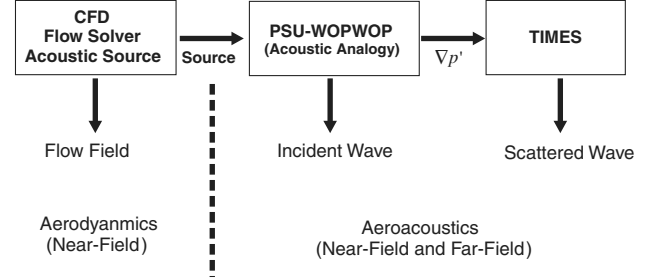 CFD
Flow Solver
Acoustic Source
Source
PSU-WOPWOP
(Acoustic Analogy)
∇p'
TIMES
Flow Field
Incident Wave
Scattered Wave
Aerodyanmics
(Near-Field)
Aeroacoustics
(Near-Field and Far-Field)